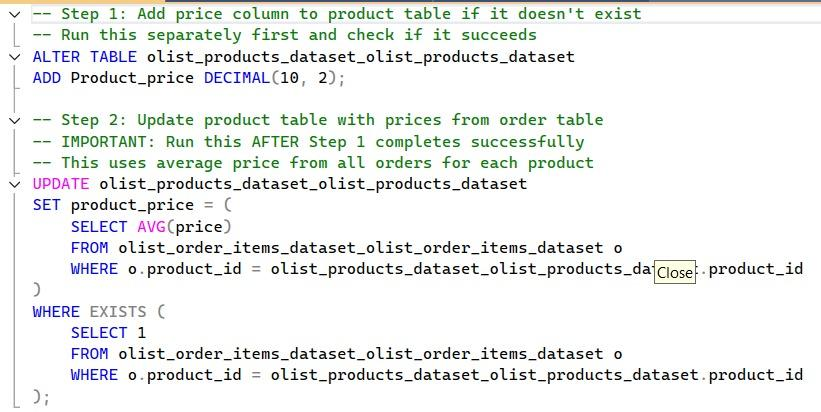 -- Step 1: Add price column to product table if it doesn't exist
-- Run this separately first and check if it succeeds
ALTER TABLE olist_products_dataset_olist_products_dataset
ADD Product_price DECIMAL(10, 2);
-- Step 2: Update product table with prices from order table
-- IMPORTANT: Run this AFTER Step 1 completes successfully
-- This uses average price from all orders for each product
UPDATE olist_products_dataset_olist_products_dataset
SET product_price = (
SELECT AVG(price)
FROM olist_order_items_dataset_olist_order_items_dataset o
WHERE o.product_id = olist_products_dataset_olist_products_da Close .product_id
)
WHERE EXISTS (
SELECT 1
FROM olist_order_items_dataset_olist_order_items_dataset o
WHERE o.product_id = olist_products_dataset_olist_products_dataset.product_id
);